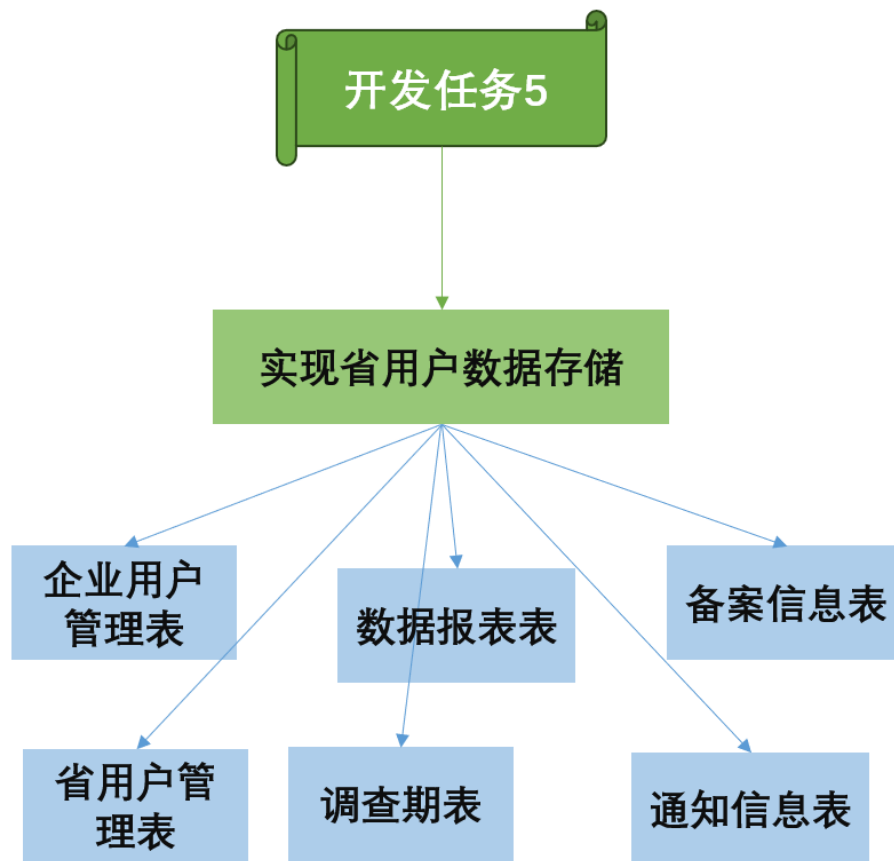 开发任务5
实现省用户数据存储
企业用户
管理表
数据报表表
备案信息表
省用户管
理表
调查期表
通知信息表